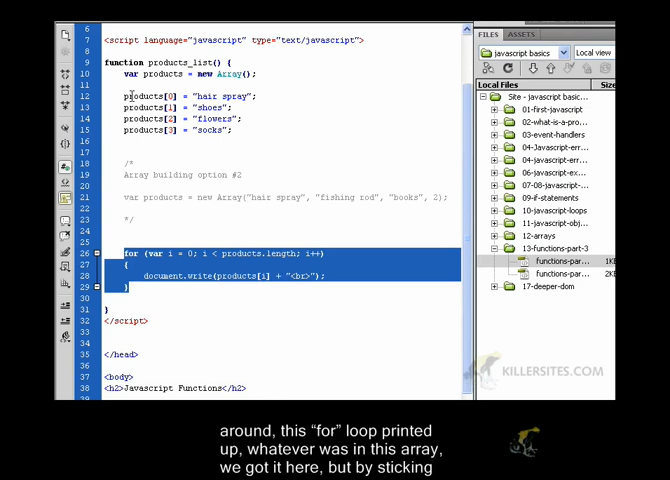 6
7 <script language="javascript" type="text/javascript">
8
9 function products_list() {
10 var products = new Array();
11
12 products[0] = "hair spray";
13 products[1] = "shoes";
14 products[2] = "flowers";
15 products[3] = "socks";
16
17
18 /*
19 Array building option #2
20
21 var products = new Array("hair spray", "fishing rod", "books", 2);
22
23 */
24
25
26 for (var i = 0; i < products.length; i++)
27 {
28 document.write(products[i] + "<br>");
29 }
30
31 }
32 </script>
33
34
35 </head>
36
37 <body>
38 <h2>Javascript Functions</h2>
39
FILES ASSETS
javascript basics Local view
Local Files Size
Site - javascript basic...
01-first-javascript
02-what-is-a-pro...
03-event-handlers
04-Javascript-err...
04-javascript-err...
06-javascript-ex...
07-08-javascript-...
09-if-statements
10-javascript-loops
11-javascript-obj...
12-arrays
13-functions-part-3
functions-par... 1K
functions-par... 2K
17-deeper-dom
KILLERSITES.COM
around, this “for” loop printed
up, whatever was in this array,
we got it here, but by sticking